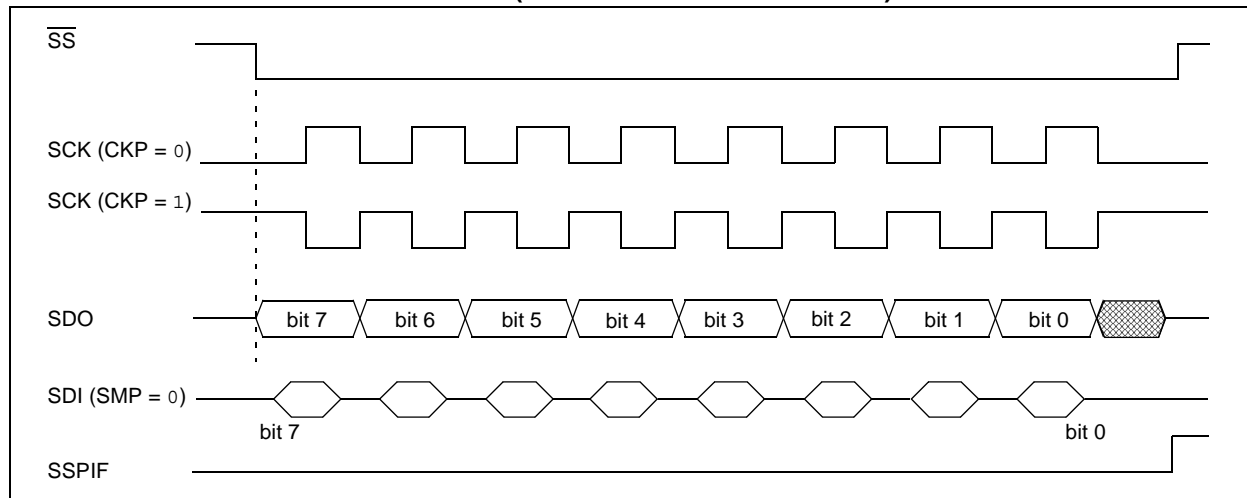 SS
SCK (CKP = 0)
SCK (CKP = 1)
SDO
bit 7 bit 6 bit 5 bit 4 bit 3 bit 2 bit 1 bit 0
SDI (SMP = 0)
bit 7 bit 0
SSPIF